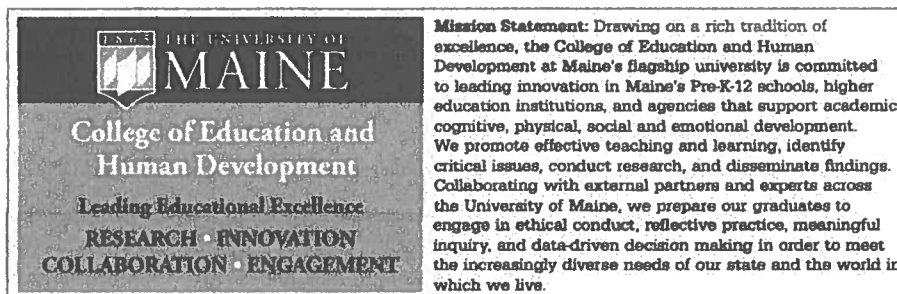 1865
THE UNIVERSITY OF
MAINE
College of Education and
Human Development
Leading Educational Excellence
RESEARCH • INNOVATION
COLLABORATION • ENGAGEMENT
Mission Statement: Drawing on a rich tradition of
excellence, the College of Education and Human
Development at Maine's flagship university is committed
to leading innovation in Maine's Pre-K-12 schools, higher
education institutions, and agencies that support academic
cognitive, physical, social and emotional development.
We promote effective teaching and learning, identify
critical issues, conduct research, and disseminate findings.
Collaborating with external partners and experts across
the University of Maine, we prepare our graduates to
engage in ethical conduct, reflective practice, meaningful
inquiry, and data-driven decision making in order to meet
the increasingly diverse needs of our state and the world in
which we live.